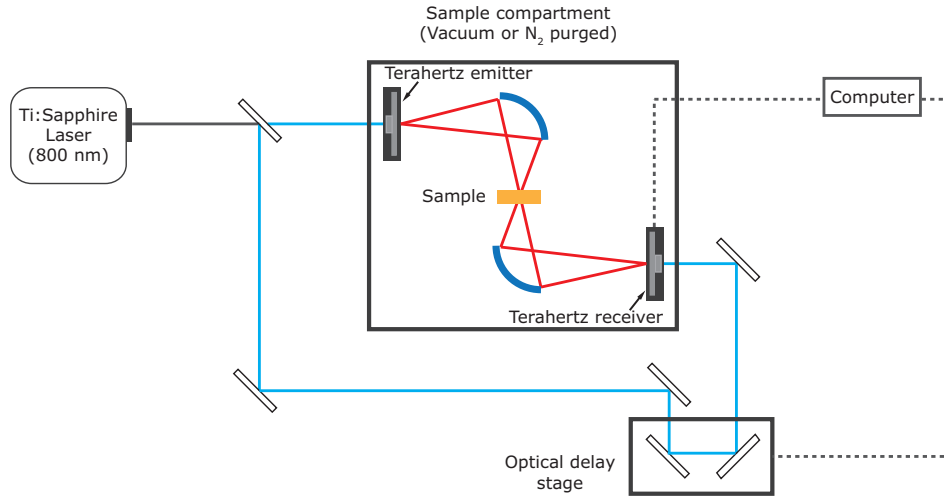 Sample compartment
(Vacuum or N₂ purged)
Terahertz emitter
Ti:Sapphire
Laser
(800 nm)
Computer
Sample
Terahertz receiver
Optical delay
stage